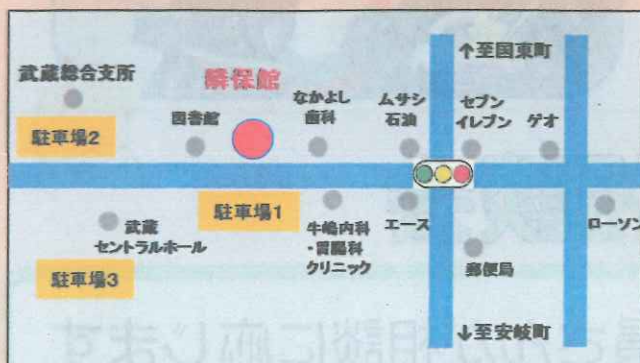 ↑至国東町
武蔵総合支所
隣保館
なかよし
歯科
ムサシ
石油
セブン
イレブン
ゲオ
図書館
駐車場2
駐車場1
武蔵
セントラルホール
牛嶋内科
・胃腸科
クリニック
エース
ローソン
郵便局
駐車場3
↓至安岐町